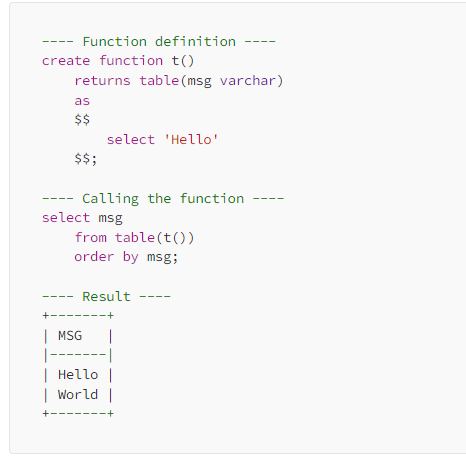 ---- Function definition ----
create function t()
    returns table(msg varchar)
    as
    $$
        select 'Hello'
    $$;
---- Calling the function ----
select msg
    from table(t())
    order by msg;
---- Result ----
+-------+
| MSG   |
|-------|
| Hello |
| World |
+-------+